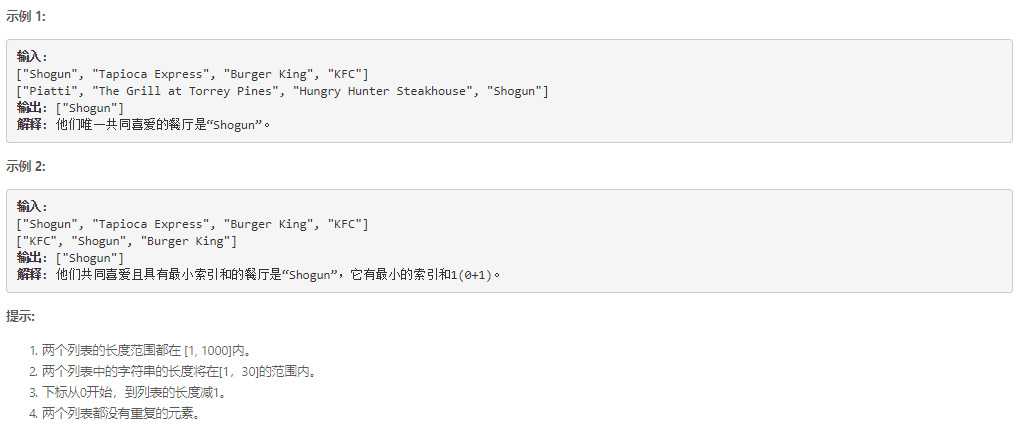 示例 1:
输入:
["Shogun", "Tapioca Express", "Burger King", "KFC"]
["Piatti", "The Grill at Torrey Pines", "Hungry Hunter Steakhouse", "Shogun"]
输出: ["Shogun"]
解释: 他们唯一共同喜爱的餐厅是“Shogun”。
示例 2:
输入:
["Shogun", "Tapioca Express", "Burger King", "KFC"]
["KFC", "Shogun", "Burger King"]
输出: ["Shogun"]
解释: 他们共同喜爱且具有最小索引和的餐厅是“Shogun”，它有最小的索引和1(0+1)。
提示:
1. 两个列表的长度范围都在 [1, 1000]内。
2. 两个列表中的字符串的长度将在[1，30]的范围内。
3. 下标从0开始，到列表的长度减1。
4. 两个列表都没有重复的元素。